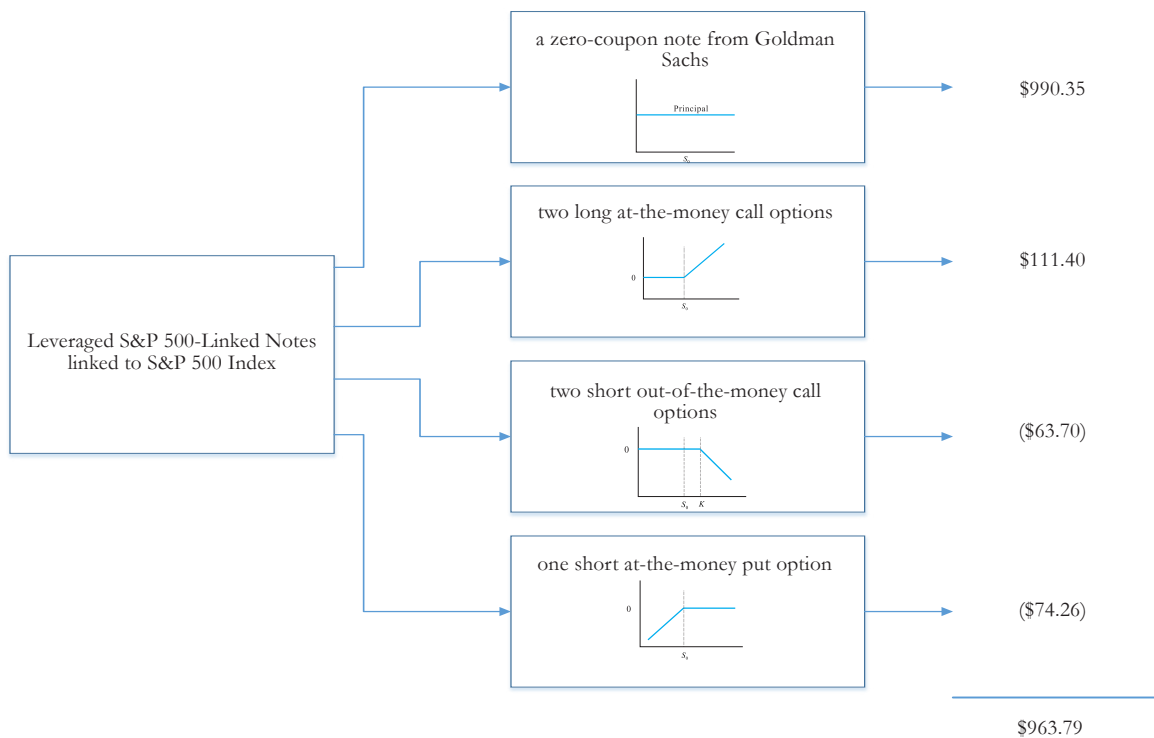 a zero-coupon note from Goldman
Sachs
Principal
S₀
$990.35
two long at-the-money call options
0
S₀
$111.40
Leveraged S&P 500-Linked Notes
linked to S&P 500 Index
two short out-of-the-money call
options
0
S₀ K
($63.70)
one short at-the-money put option
0
S₀
($74.26)
$963.79